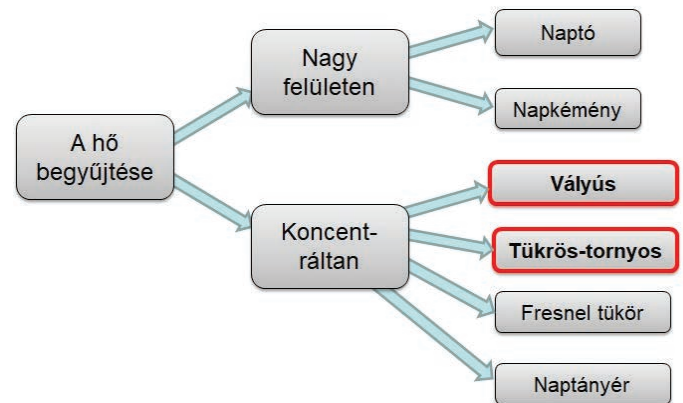 A hő
begyűjtése
Nagy
felületen
Naptó
Napkémény
Koncent-
ráltan
Vályús
Tükrös-tornyos
Fresnel tükör
Naptányér